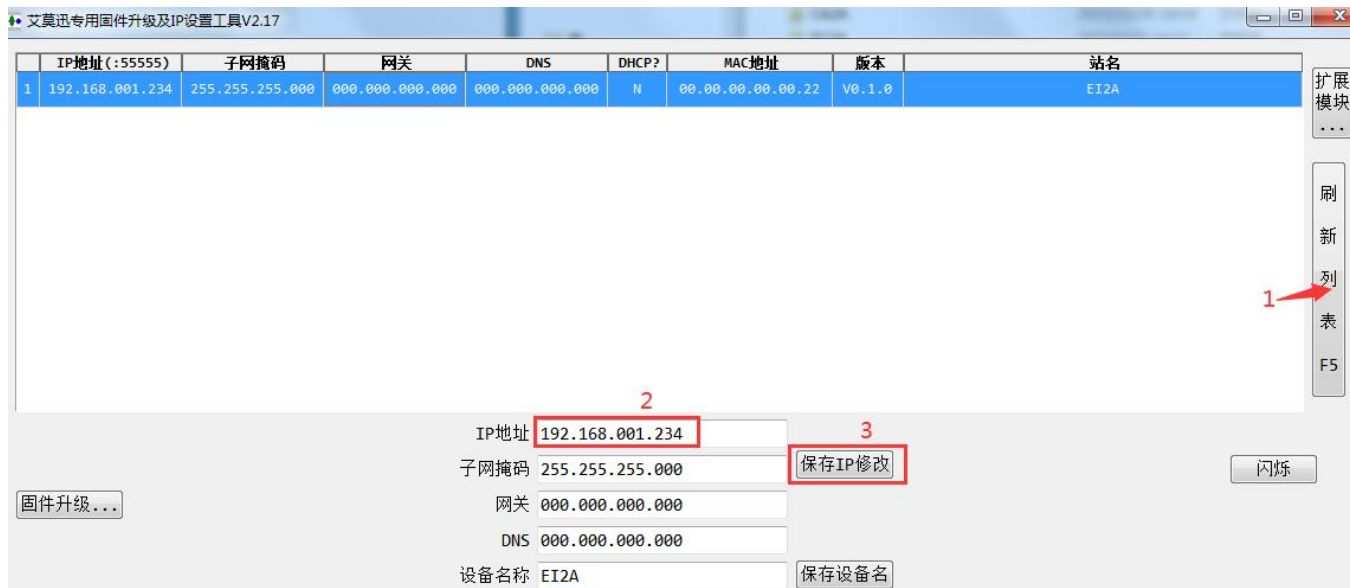 艾莫迅专用固件升级及IP设置工具V2.17
IP地址(:55555) 子网掩码 网关 DNS DHCP? MAC地址 版本 站名
1 192.168.001.234 255.255.255.000 000.000.000.000 000.000.000.000 N 00.00.00.00.00.22 V0.1.0 EI2A
扩展
模块
...
刷
新
列
表
F5
1
2
IP地址 192.168.001.234
3
子网掩码 255.255.255.000 保存IP修改 闪烁
固件升级... 网关 000.000.000.000
DNS 000.000.000.000
设备名称 EI2A 保存设备名